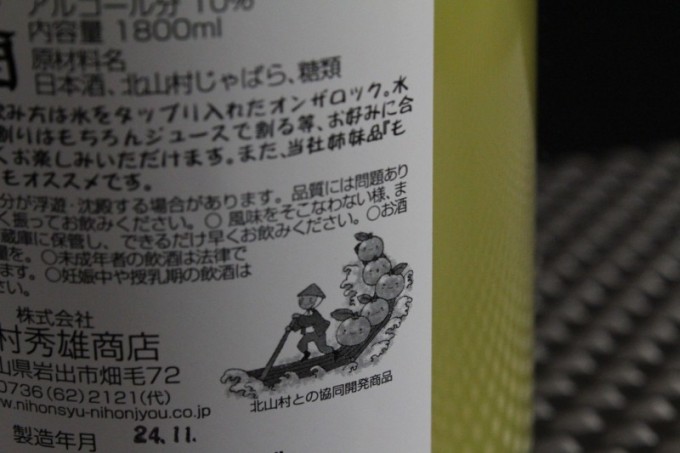 アルコール分 10%
内容量 1800ml
原材料名
日本酒、北山村じゃばら、糖類
飲み方は氷をタップリ入れたオンザロック。水
割りはもちろんジュースで割る等、お好みに合
くお楽しみいただけます。また、当社姉妹品『も
もオススメです。
分が浮遊・沈殿する場合があります。品質には問題あり
く振ってお飲みください。○風味をそこなわない様、ま
蔵庫に保管し、できるだけ早くお飲みください。○お酒
量を。○未成年者の飲酒は法律で
ます。○妊娠中や授乳期の飲酒は
さい。
株式会社
村秀雄商店
山県岩出市畑毛72
0736(62)2121(代)
w.nihonsyu-nihonjyou.co.jp
北山村との協同開発商品
製造年月 24.11.